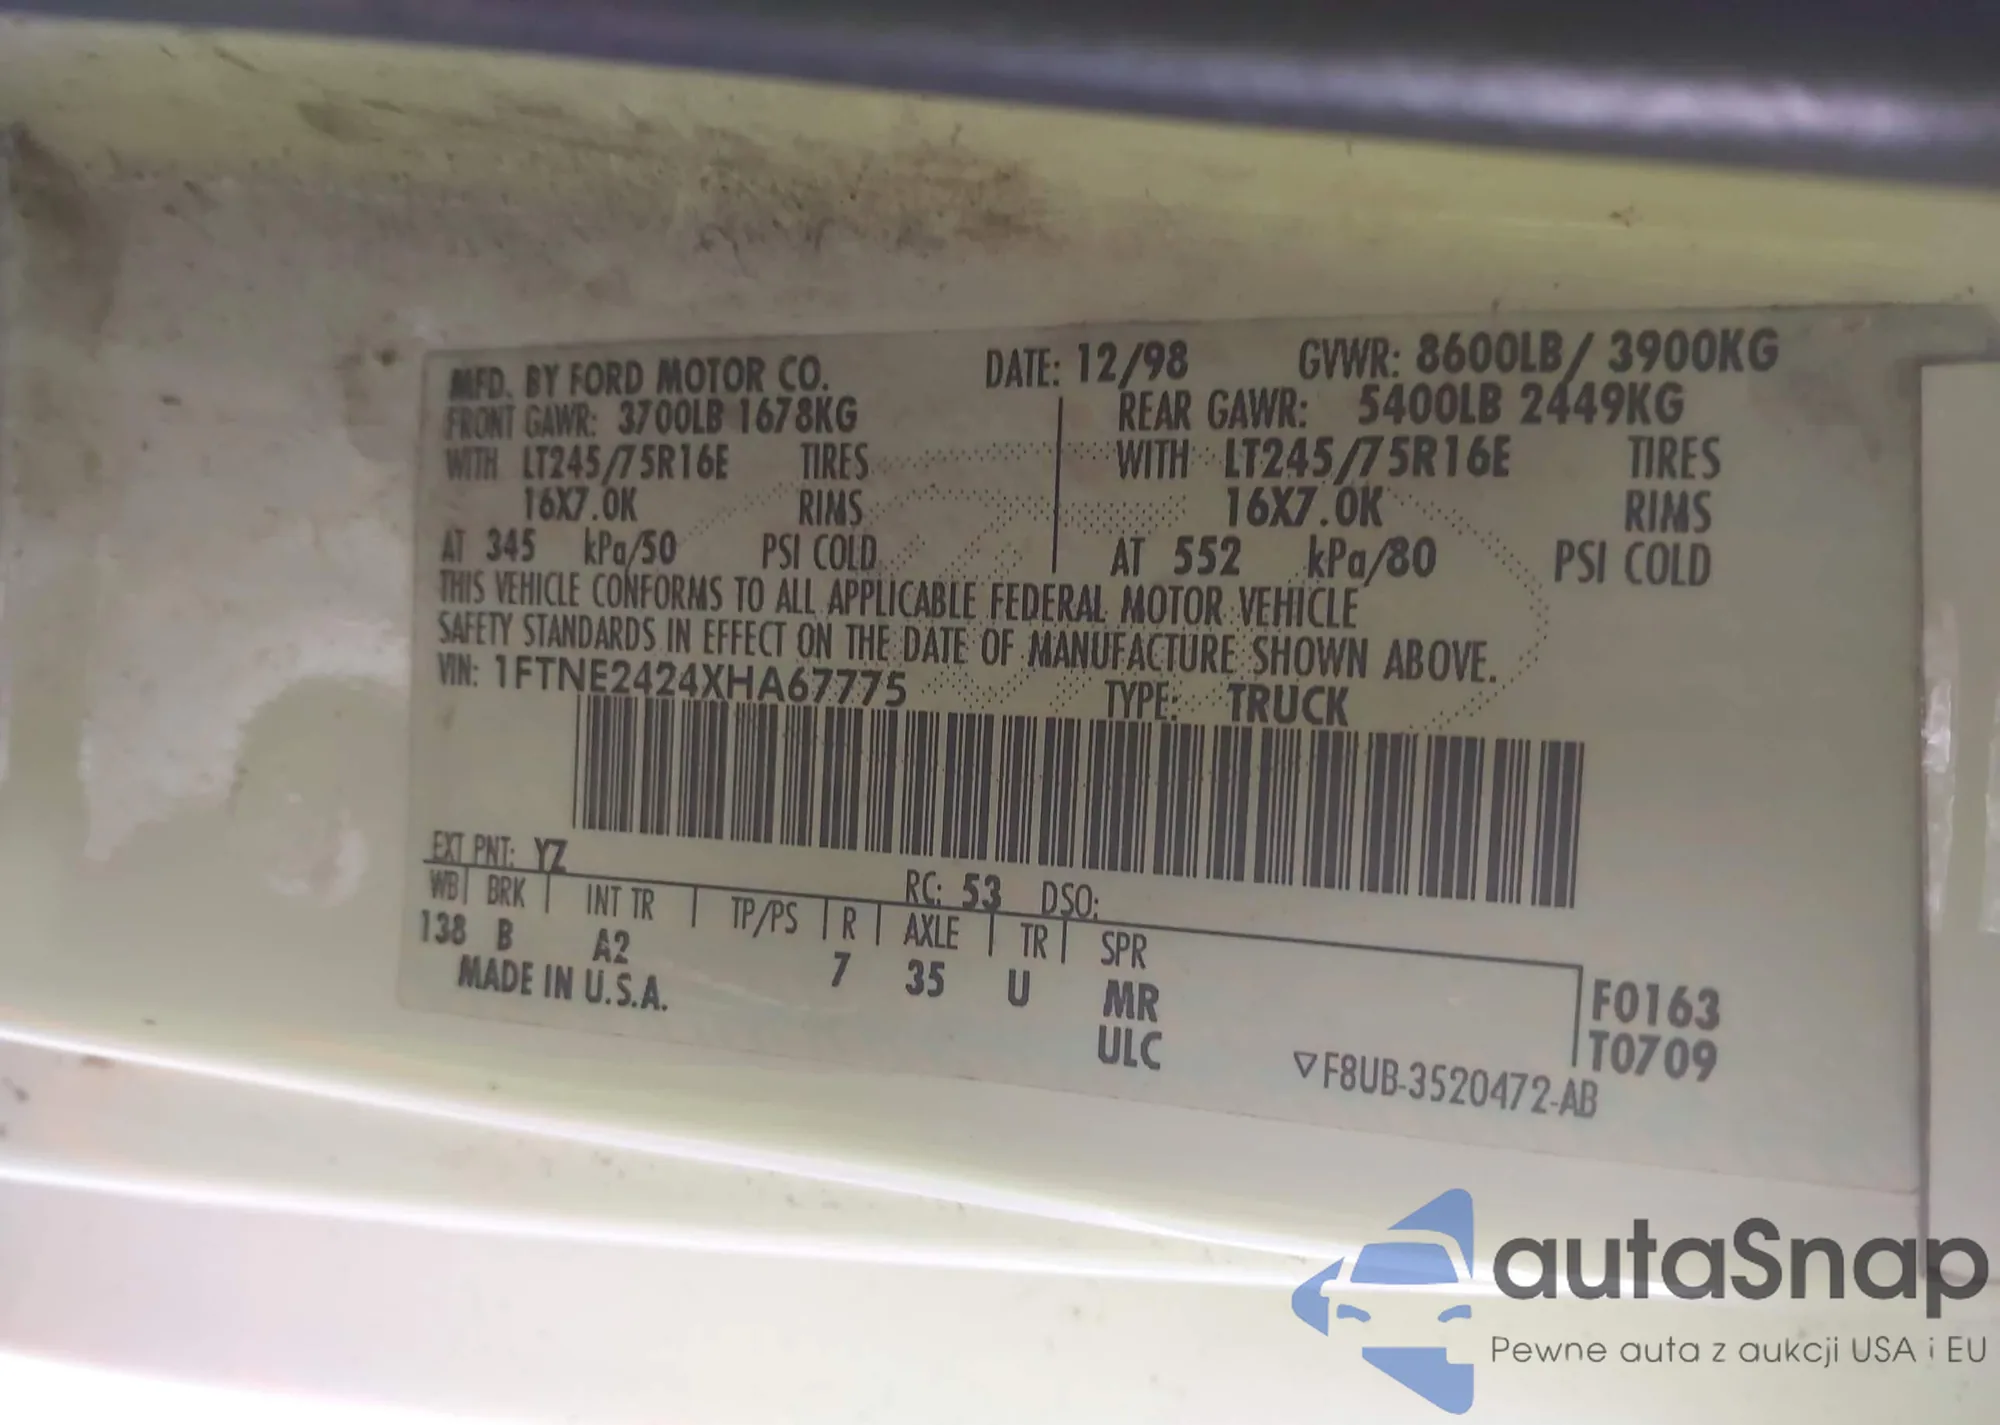 MFD. BY FORD MOTOR CO. DATE: 12/98 GVWR: 8600LB/ 3900KG
FRONT GAWR: 3700LB 1678KG REAR GAWR: 5400LB 2449KG
WITH LT245/75R16E TIRES WITH LT245/75R16E TIRES
16X7.0K RIMS 16X7.0K RIMS
AT 345 kPa/50 PSI COLD AT 552 kPa/80 PSI COLD
THIS VEHICLE CONFORMS TO ALL APPLICABLE FEDERAL MOTOR VEHICLE
SAFETY STANDARDS IN EFFECT ON THE DATE OF MANUFACTURE SHOWN ABOVE.
VIN: 1FTNE2424XHA67775 TYPE: TRUCK
EXT PNT: YZ RC: 53 DSO:
WB BRK INT TR TP/PS R AXLE TR SPR
138 B A2 7 35 U MR F0163
MADE IN U.S.A. ULC T0709
▽F8UB-3520472-AB
autaSnap
Pewne auta z aukcji USA i EU